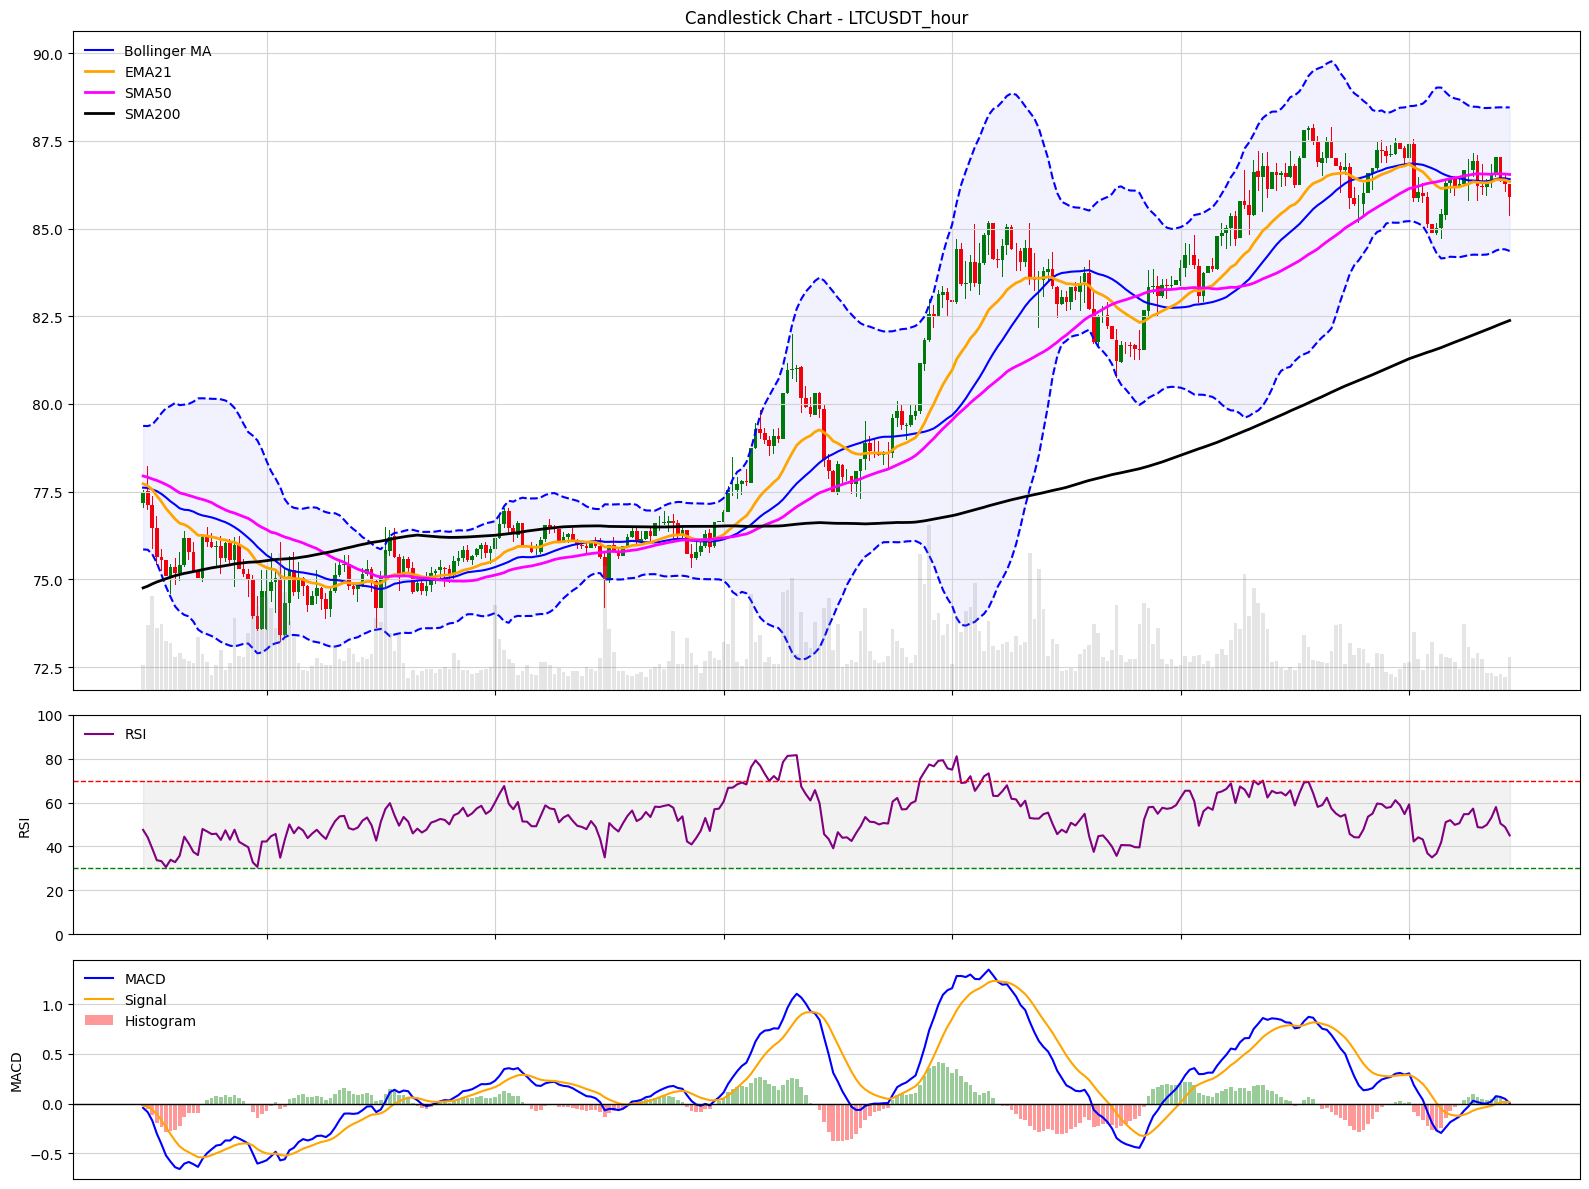 Candlestick Chart - LTCUSDT_hour
Bollinger MA
EMA21
SMA50
SMA200
90.0
87.5
85.0
82.5
80.0
77.5
75.0
72.5
RSI
RSI
100
80
60
40
20
0
MACD
Signal
Histogram
MACD
1.0
0.5
0.0
−0.5